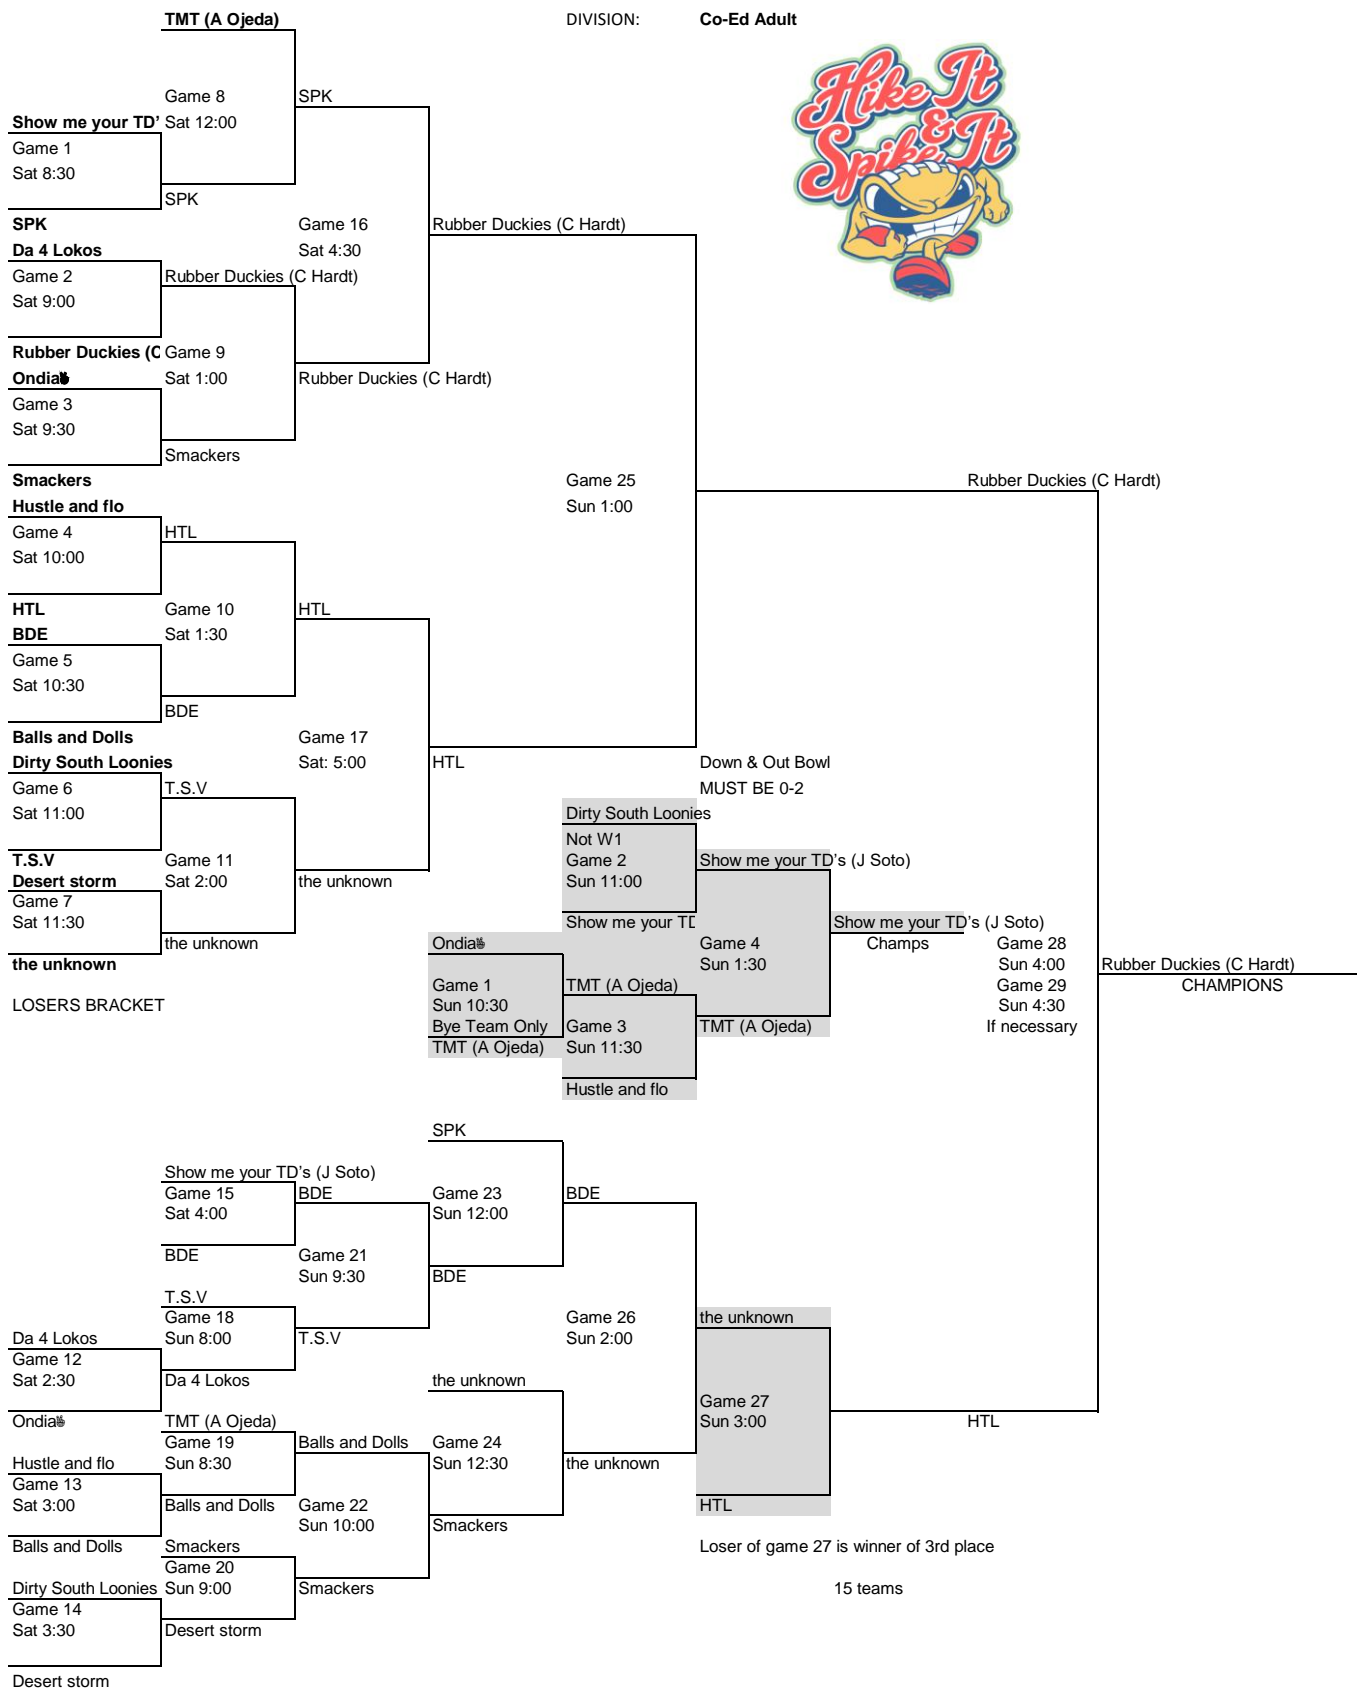 TMT (A Ojeda)
DIVISION: Co-Ed Adult
Hike It
&
Spike It
Game 8
SPK
Show me your TD'
Sat 12:00
Game 1
Sat 8:30
SPK
SPK
Game 16
Rubber Duckies (C Hardt)
Da 4 Lokos
Sat 4:30
Game 2
Rubber Duckies (C Hardt)
Sat 9:00
Rubber Duckies (C
Game 9
Ondia
Sat 1:00
Rubber Duckies (C Hardt)
Game 3
Sat 9:30
Smackers
Smackers
Game 25
Rubber Duckies (C Hardt)
Hustle and flo
Sun 1:00
Game 4
HTL
Sat 10:00
HTL
Game 10
HTL
BDE
Sat 1:30
Game 5
Sat 10:30
BDE
Balls and Dolls
Game 17
Dirty South Loonies
Sat: 5:00
HTL
Down & Out Bowl
Game 6
T.S.V
MUST BE 0-2
Sat 11:00
Dirty South Loonies
Not W1
T.S.V
Game 11
Game 2
Show me your TD's (J Soto)
Desert storm
Sat 2:00
the unknown
Sun 11:00
Game 7
Sat 11:30
Show me your TD
Show me your TD's (J Soto)
the unknown
Ondia
Game 4
Champs
Game 28
the unknown
Sun 1:30
Sun 4:00
Rubber Duckies (C Hardt)
Game 1
TMT (A Ojeda)
Game 29
CHAMPIONS
LOSERS BRACKET
Sun 10:30
Sun 4:30
Bye Team Only
Game 3
TMT (A Ojeda)
If necessary
TMT (A Ojeda)
Sun 11:30
Hustle and flo
SPK
Show me your TD's (J Soto)
Game 15
BDE
Game 23
BDE
Sat 4:00
Sun 12:00
BDE
Game 21
Sun 9:30
BDE
T.S.V
Game 18
Game 26
the unknown
Da 4 Lokos
Sun 8:00
T.S.V
Sun 2:00
Game 12
Sat 2:30
Da 4 Lokos
the unknown
Game 27
Ondia
TMT (A Ojeda)
Sun 3:00
HTL
Game 19
Balls and Dolls
Game 24
Hustle and flo
Sun 8:30
Sun 12:30
the unknown
Game 13
Sat 3:00
Balls and Dolls
Game 22
HTL
Sun 10:00
Smackers
Balls and Dolls
Smackers
Loser of game 27 is winner of 3rd place
Game 20
Dirty South Loonies
Sun 9:00
Smackers
15 teams
Game 14
Sat 3:30
Desert storm
Desert storm